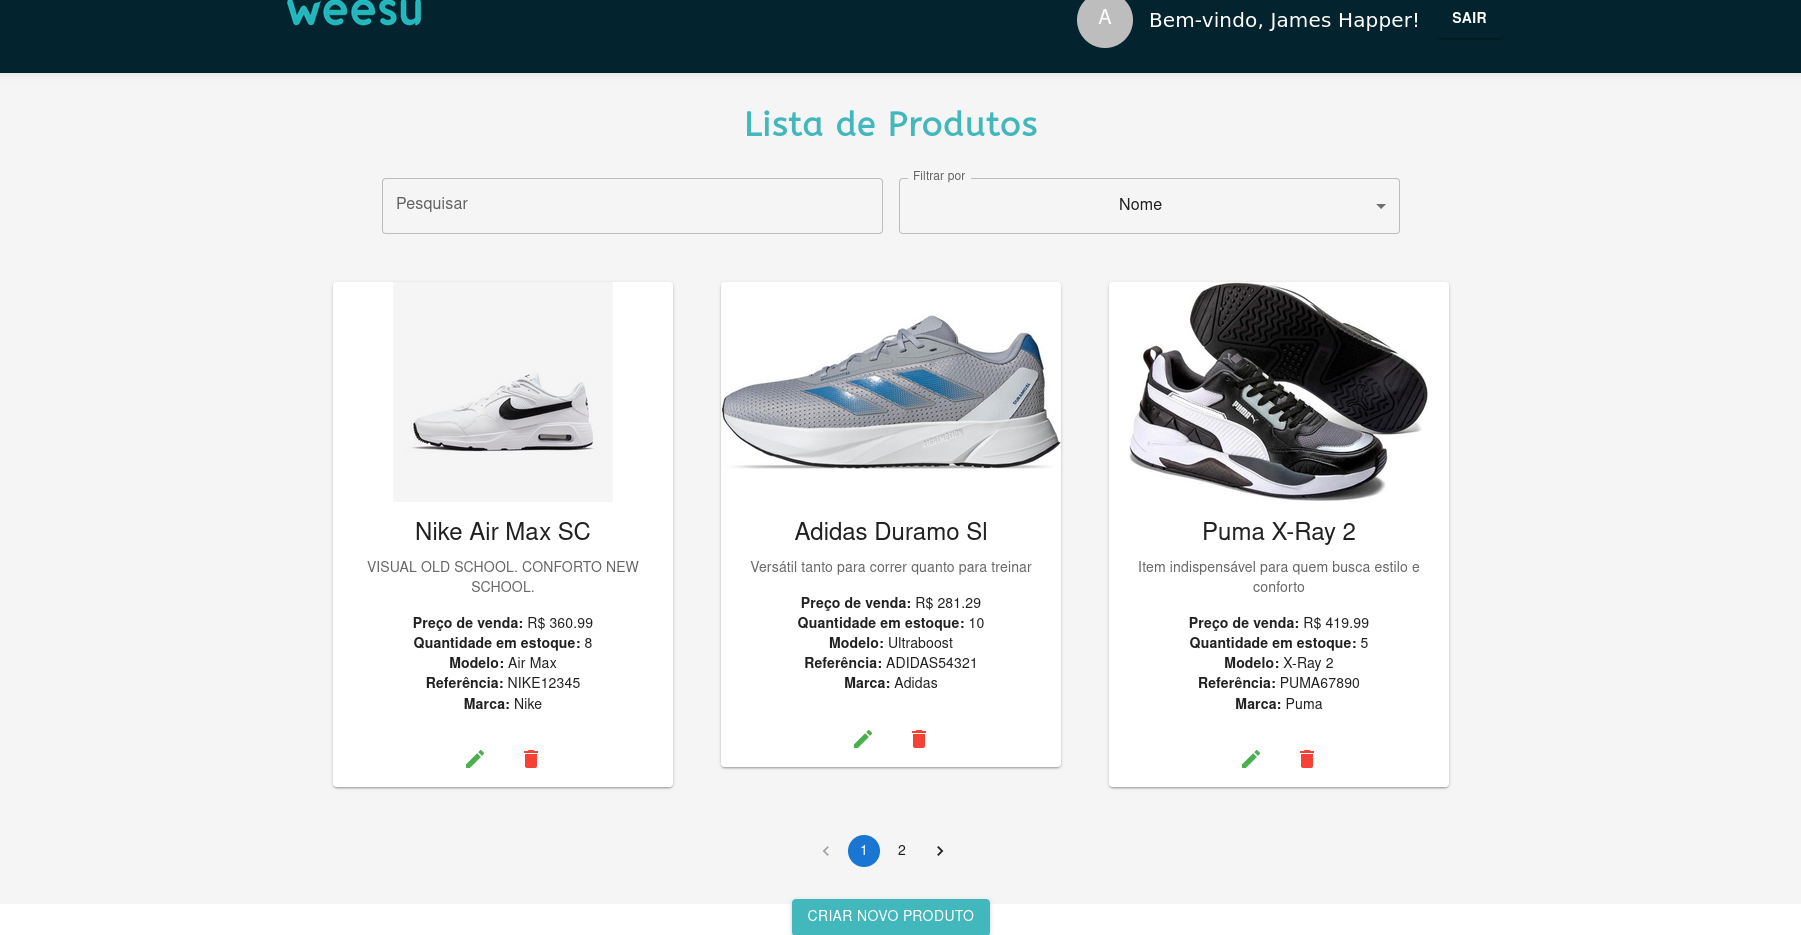 weesu
A
Bem-vindo, James Happer!
SAIR
Lista de Produtos
Pesquisar
Filtrar por
Nome
PUMA
Nike Air Max SC
VISUAL OLD SCHOOL. CONFORTO NEW
SCHOOL.
Preço de venda: R$ 360.99
Quantidade em estoque: 8
Modelo: Air Max
Referência: NIKE12345
Marca: Nike
Adidas Duramo Sl
Versátil tanto para correr quanto para treinar
Preço de venda: R$ 281.29
Quantidade em estoque: 10
Modelo: Ultraboost
Referência: ADIDAS54321
Marca: Adidas
Puma X-Ray 2
Item indispensável para quem busca estilo e
conforto
Preço de venda: R$ 419.99
Quantidade em estoque: 5
Modelo: X-Ray 2
Referência: PUMA67890
Marca: Puma
1
2
CRIAR NOVO PRODUTO